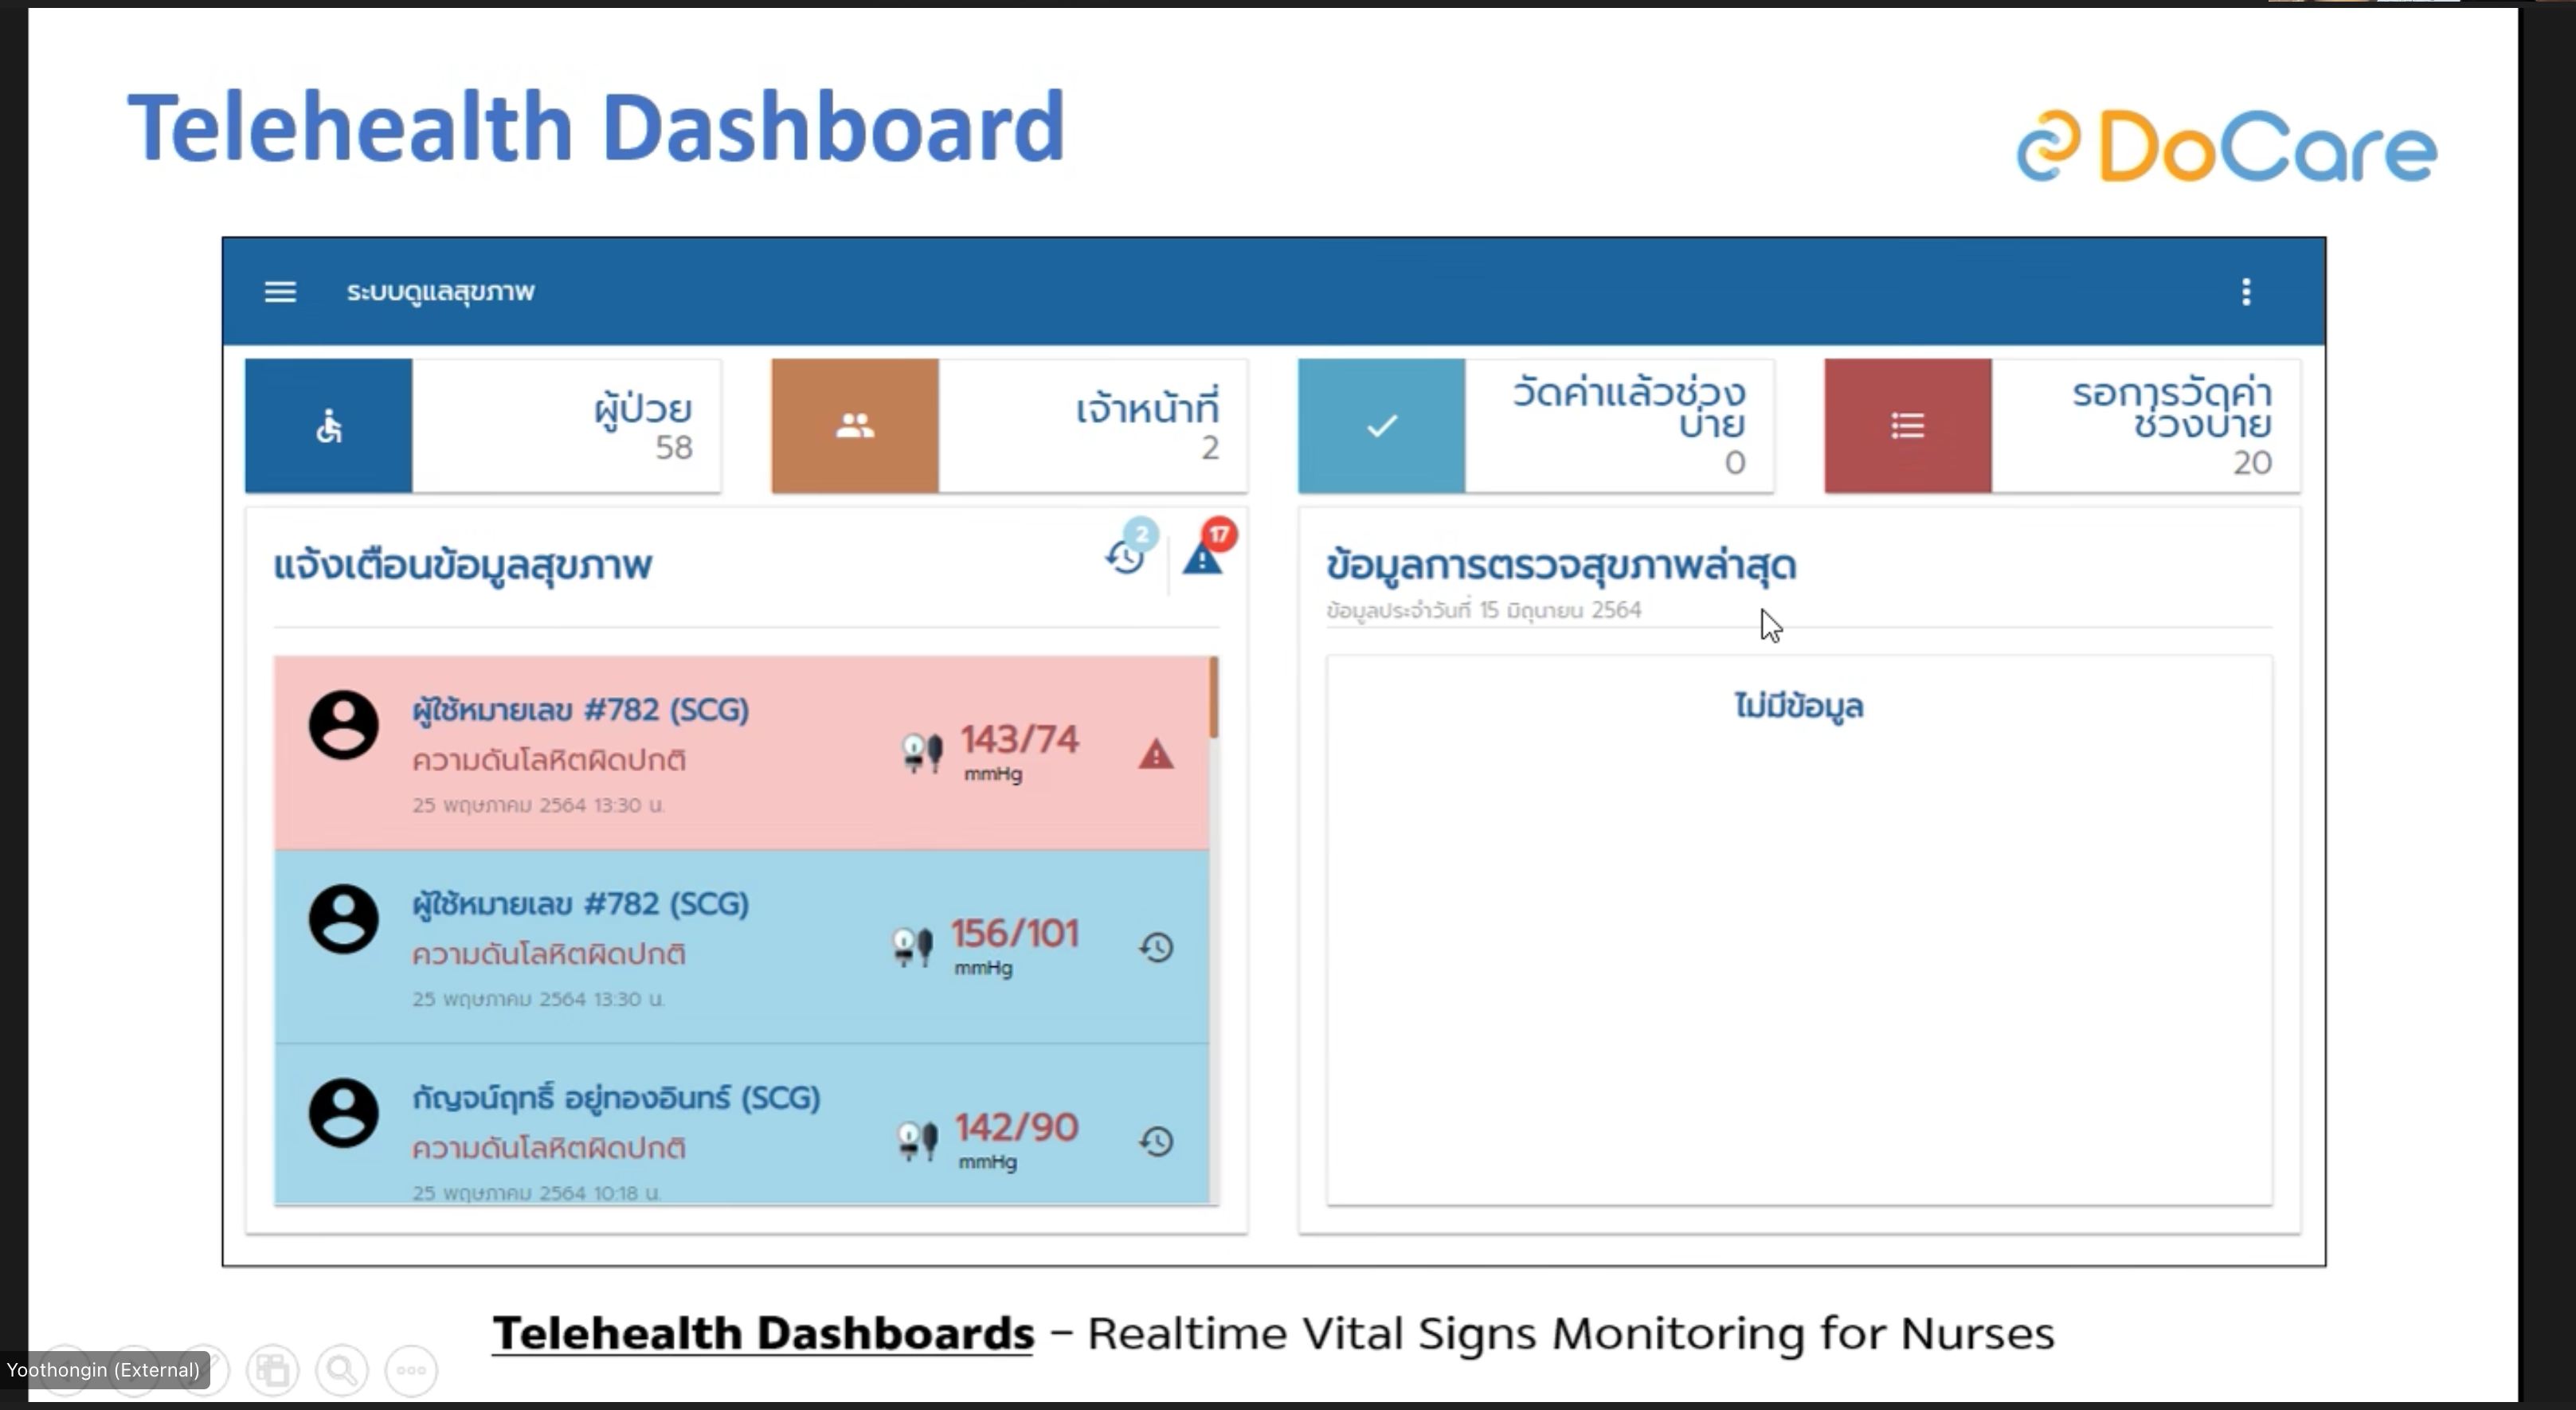 Telehealth Dashboard
DoCare
ระบบดูแลสุขภาพ
ผู้ป่วย
58
เจ้าหน้าที่
2
วัดค่าแล้วช่วง
บ่าย
0
รอการวัดค่า
ช่วงบ่าย
20
แจ้งเตือนข้อมูลสุขภาพ
2
17
ผู้ใช้หมายเลข #782 (SCG)
ความดันโลหิตผิดปกติ
25 พฤษภาคม 2564 13:30 น.
143/74
mmHg
ผู้ใช้หมายเลข #782 (SCG)
ความดันโลหิตผิดปกติ
25 พฤษภาคม 2564 13:30 น.
156/101
mmHg
กัญจน์ฤทธิ์ อยู่ทองอินทร์ (SCG)
ความดันโลหิตผิดปกติ
25 พฤษภาคม 2564 10:18 น.
142/90
mmHg
ข้อมูลการตรวจสุขภาพล่าสุด
ข้อมูลประจำวันที่ 15 มิถุนายน 2564
ไม่มีข้อมูล
Telehealth Dashboards – Realtime Vital Signs Monitoring for Nurses
Yoothongin (External)